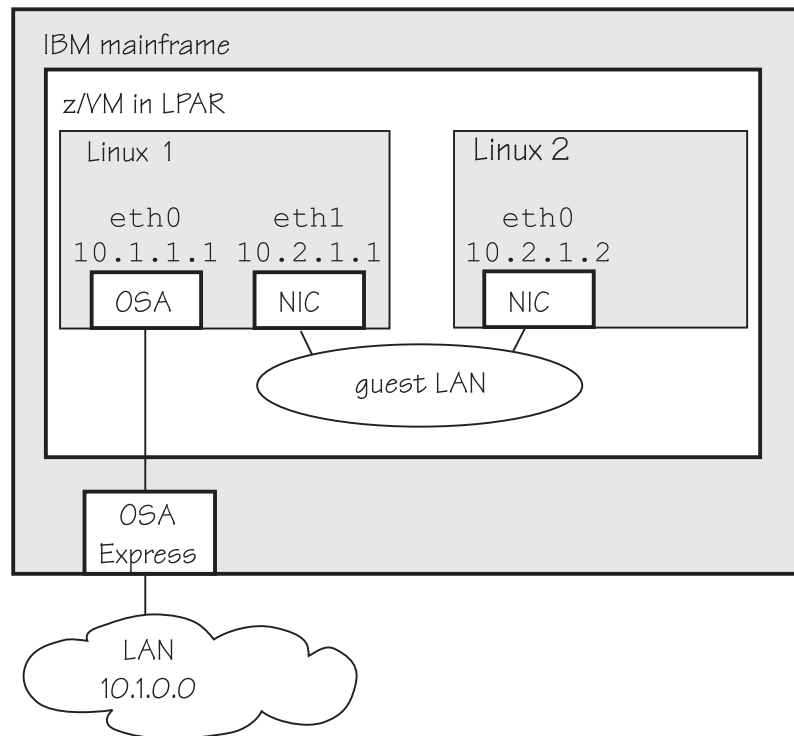 IBM mainframe
z/VM in LPAR
Linux 1
eth0
10.1.1.1
OSA
eth1
10.2.1.1
NIC
Linux 2
eth0
10.2.1.2
NIC
guest LAN
OSA
Express
LAN
10.1.0.0